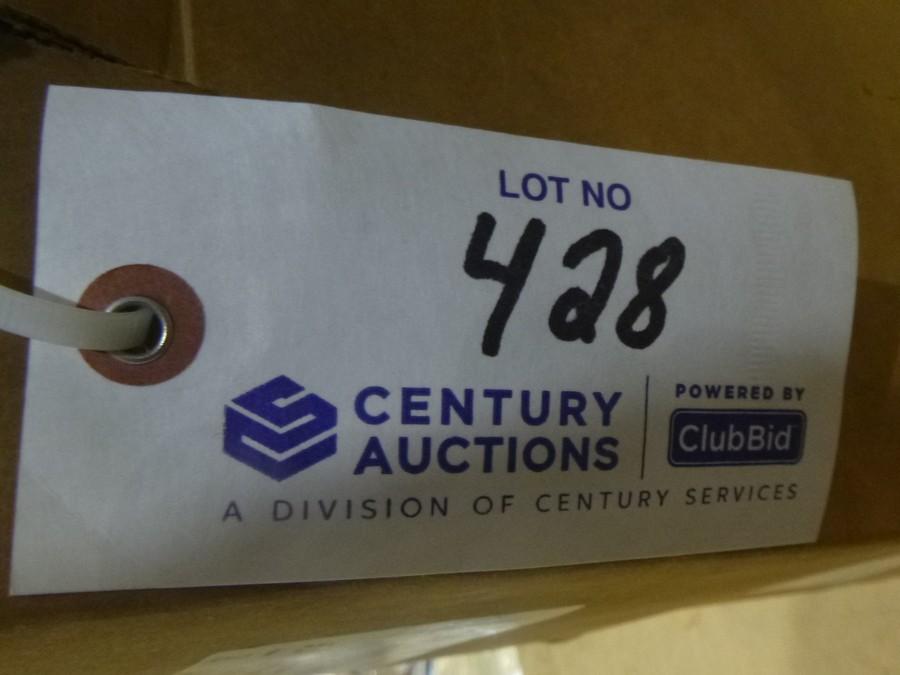 LOT NO
428
CENTURY
AUCTIONS
POWERED BY
ClubBid
A DIVISION OF CENTURY SERVICES